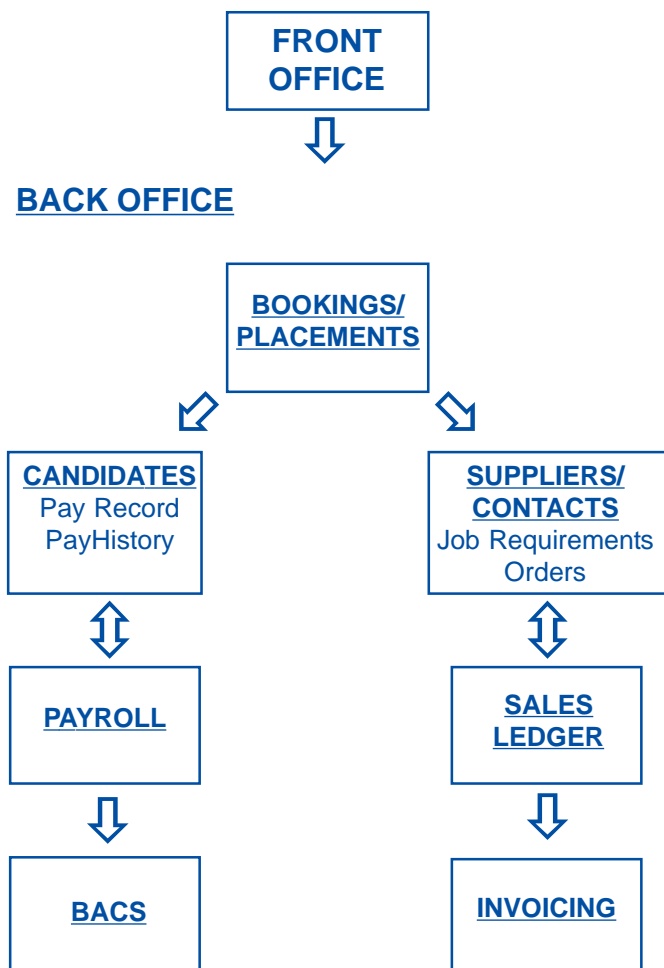 FRONT
OFFICE
BACK OFFICE
BOOKINGS/
PLACEMENTS
CANDIDATES
Pay Record
PayHistory
SUPPLIERS/
CONTACTS
Job Requirements
Orders
PAYROLL
SALES
LEDGER
BACS
INVOICING